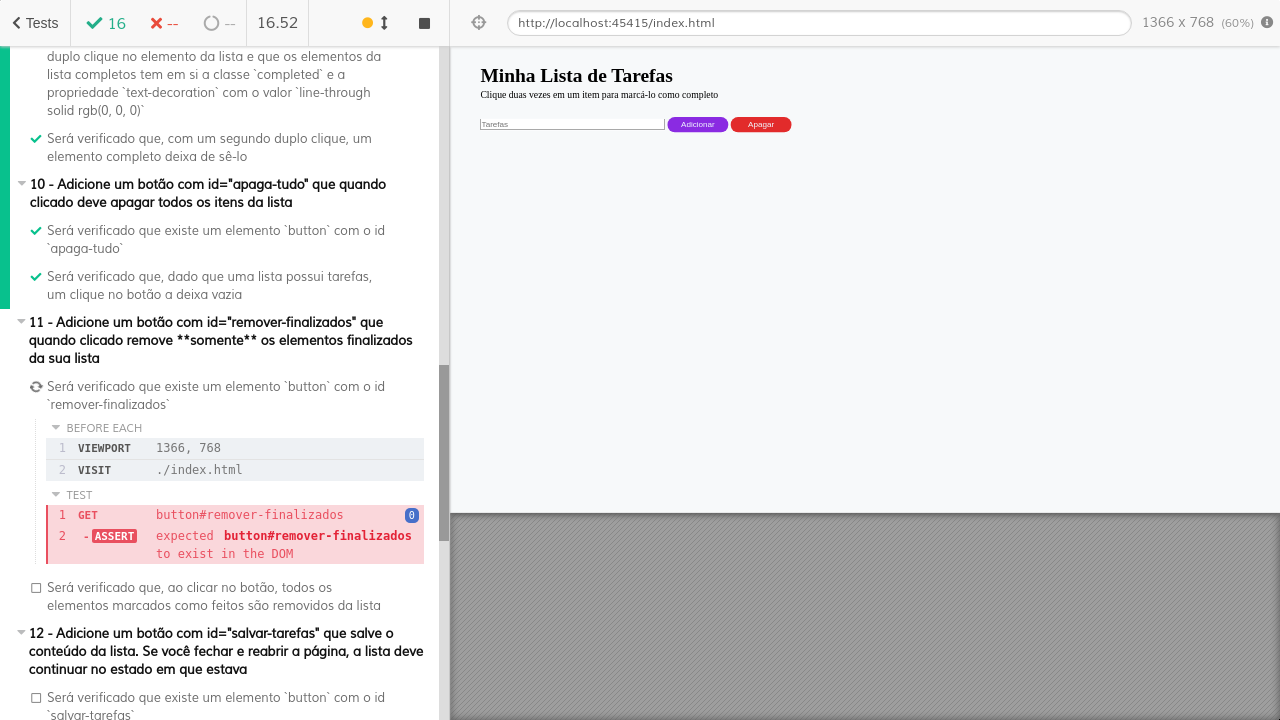 Tests
16
--
--
16.52
http://localhost:45415/index.html
1366 x 768 (60%)
duplo clique no elemento da lista e que os elementos da
lista completos tem em si a classe `completed` e a
propriedade `text-decoration` com o valor `line-through
solid rgb(0, 0, 0)`
Será verificado que, com um segundo duplo clique, um
elemento completo deixa de sê-lo
10 - Adicione um botão com id="apaga-tudo" que quando
clicado deve apagar todos os itens da lista
Será verificado que existe um elemento `button` com o id
`apaga-tudo`
Será verificado que, dado que uma lista possui tarefas,
um clique no botão a deixa vazia
11 - Adicione um botão com id="remover-finalizados" que
quando clicado remove **somente** os elementos finalizados
da sua lista
Será verificado que existe um elemento `button` com o id
`remover-finalizados`
BEFORE EACH
1 VIEWPORT 1366, 768
2 VISIT ./index.html
TEST
1 GET button#remover-finalizados 0
2 -ASSERT expected button#remover-finalizados
to exist in the DOM
Será verificado que, ao clicar no botão, todos os
elementos marcados como feitos são removidos da lista
12 - Adicione um botão com id="salvar-tarefas" que salve o
conteúdo da lista. Se você fechar e reabrir a página, a lista deve
continuar no estado em que estava
Será verificado que existe um elemento `button` com o id
`salvar-tarefas`
Minha Lista de Tarefas
Clique duas vezes em um item para marcá-lo como completo
Tarefas
Adicionar
Apagar